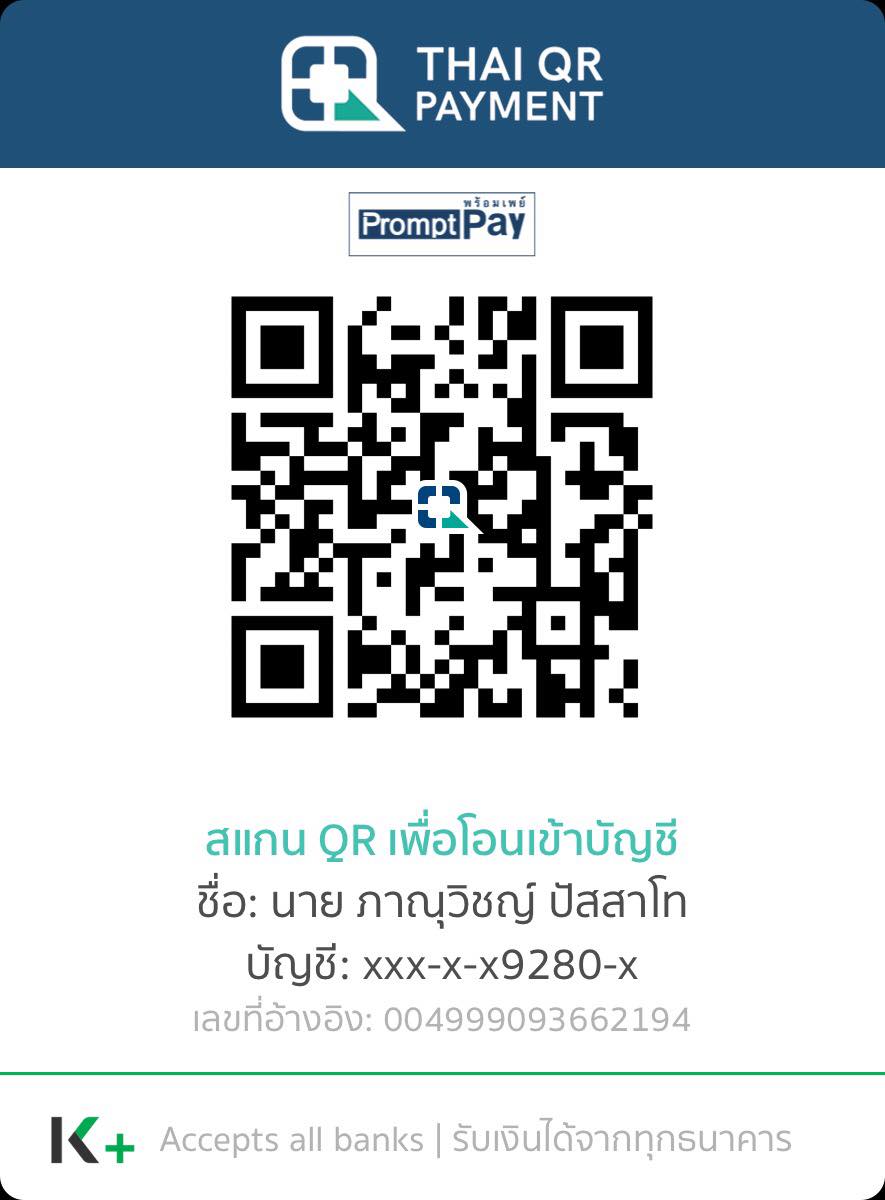 THAI QR
PAYMENT
พร้อมเพย์
PromptPay
สแกน QR เพื่อโอนเข้าบัญชี
ชื่อ: นาย ภาณุวิชญ์ ปัสสาโท
บัญชี: xxx-x-x9280-x
เลขที่อ้างอิง: 004999093662194
K+ Accepts all banks | รับเงินได้จากทุกธนาคาร